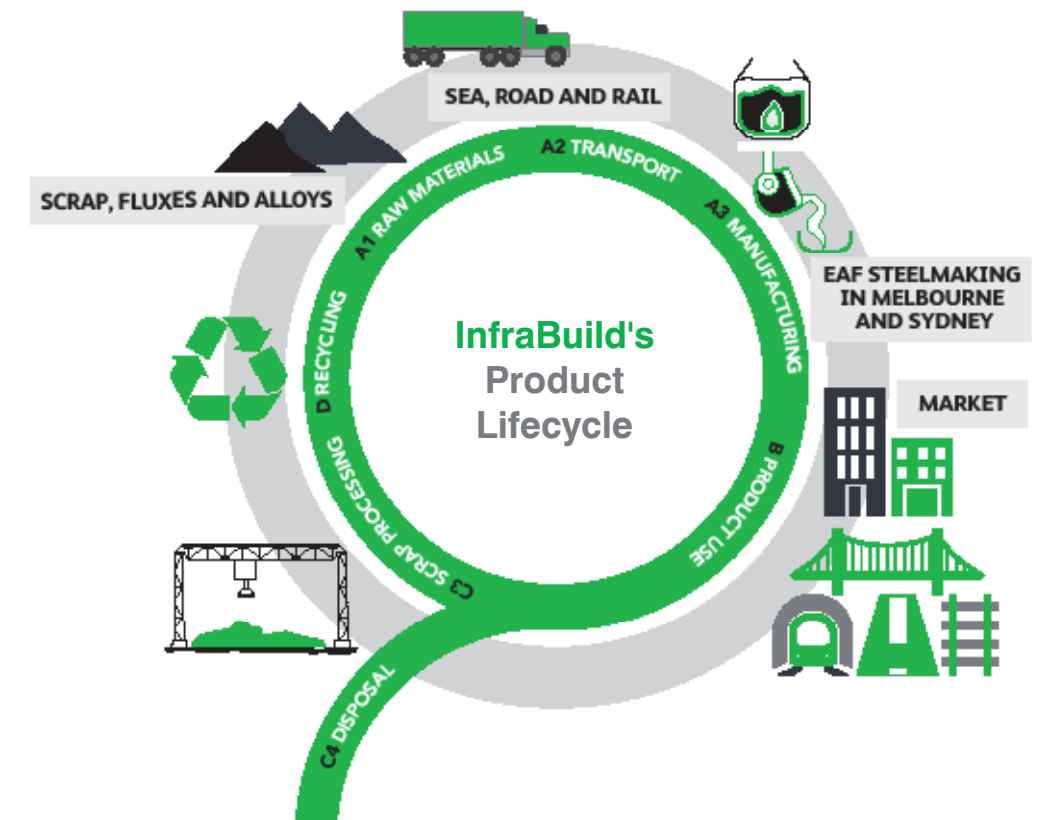 SEA, ROAD AND RAIL
SCRAP, FLUXES AND ALLOYS
A1 RAW MATERIALS
A2 TRANSPORT
A3 MANUFACTURING
EAF STEELMAKING
IN MELBOURNE
AND SYDNEY
InfraBuild's
Product
Lifecycle
MARKET
B PRODUCT USE
C3 SCRAP PROCESSING
D RECYCLING
C4 DISPOSAL